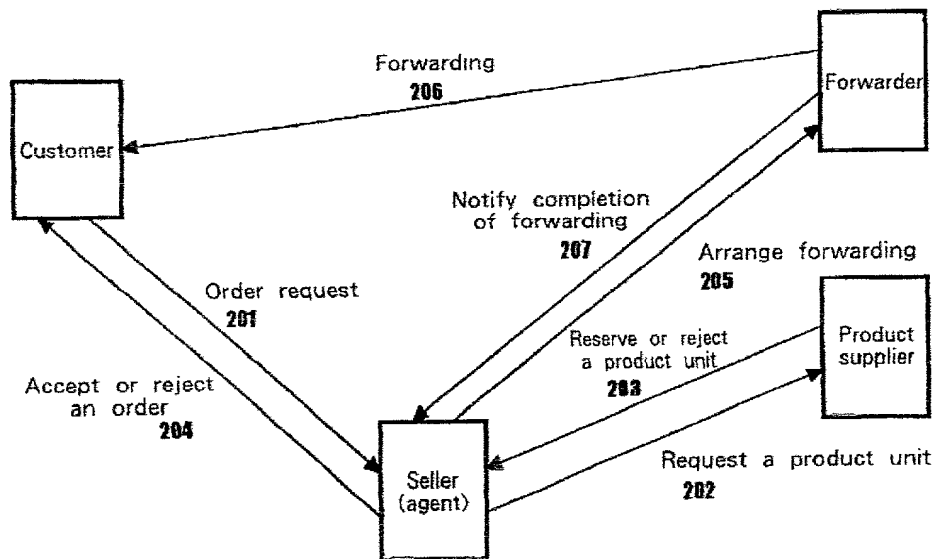 Forwarding
206
Forwarder
Customer
Notify completion
of forwarding
207
Arrange forwarding
205
Order request
201
Reserve or reject
a product unit
203
Product
supplier
Accept or reject
an order
204
Seller
(agent)
Request a product unit
202